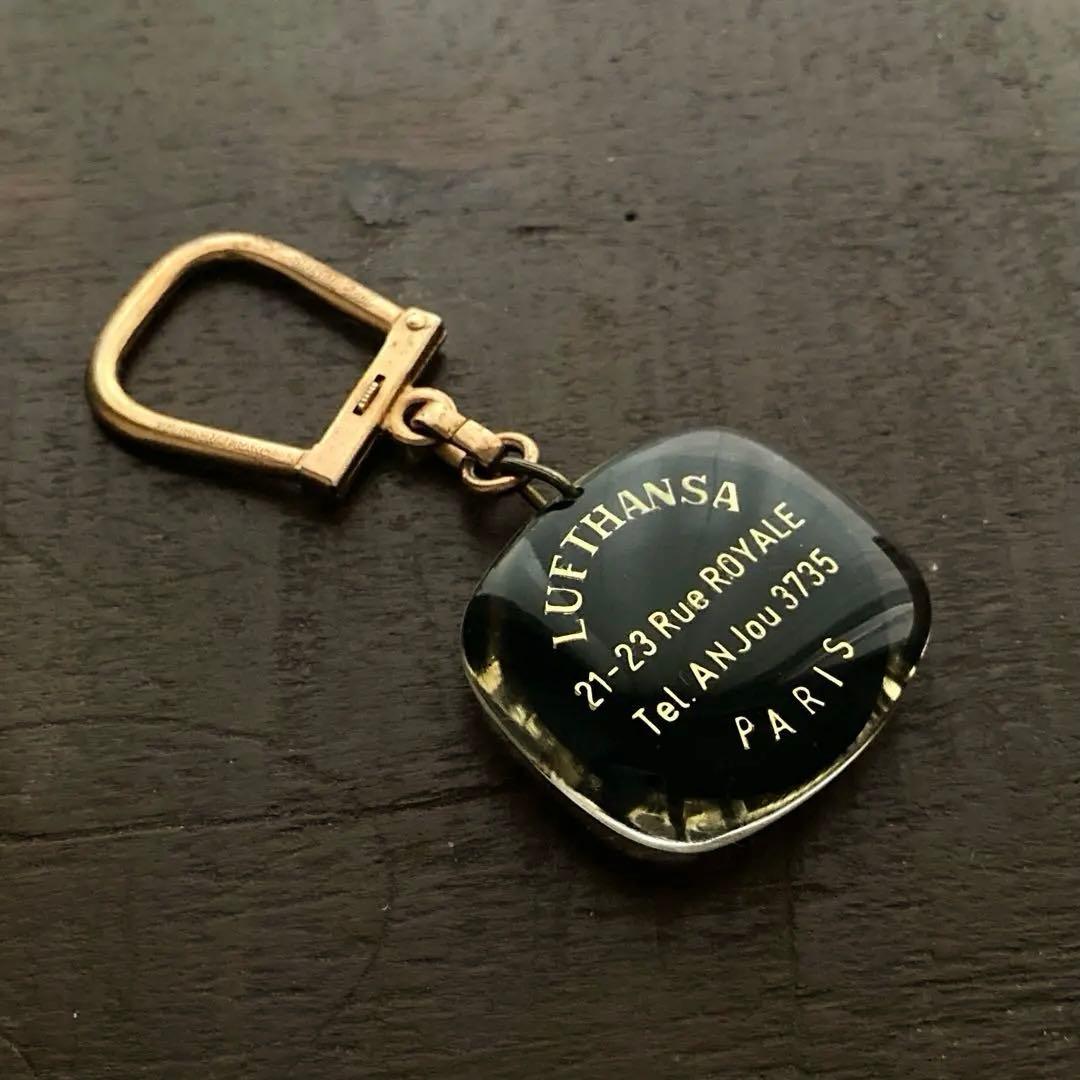 LUFTHANSA
21-23 Rue ROYALE
Tel. ANJou 3735
PARIS